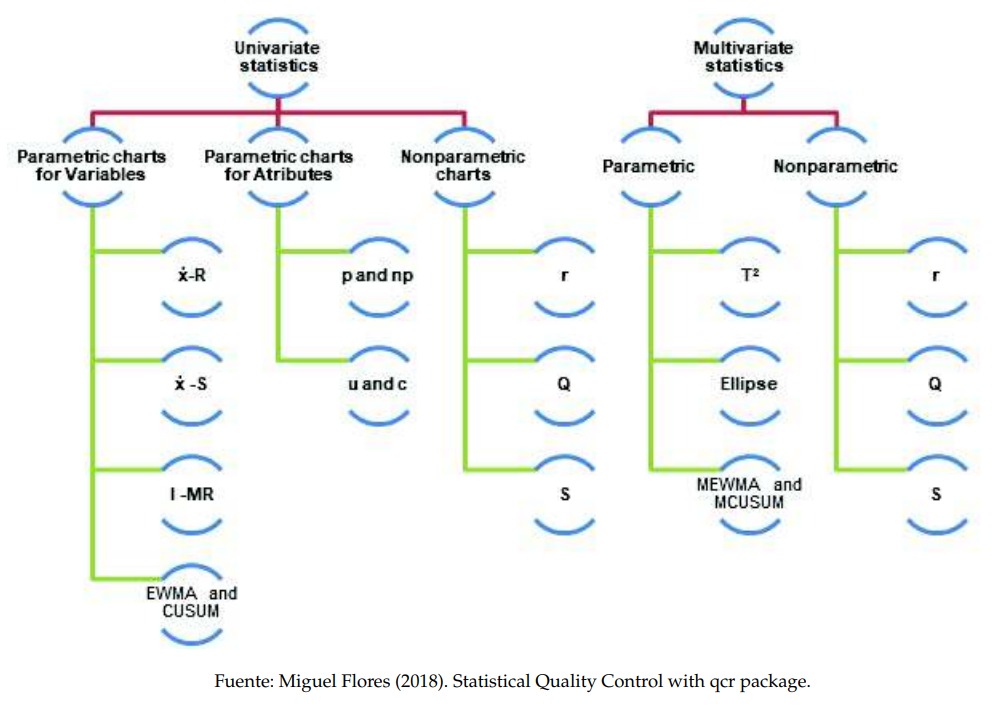 Univariate
statistics
Multivariate
statistics
Parametric charts
for Variables
Parametric charts
for Atributes
Nonparametric
charts
Parametric
Nonparametric
ẋ-R
p and np
r
T²
r
ẋ -S
u and c
Q
Ellipse
Q
I -MR
S
MEWMA and
MCUSUM
S
EWMA and
CUSUM
Fuente: Miguel Flores (2018). Statistical Quality Control with qcr package.